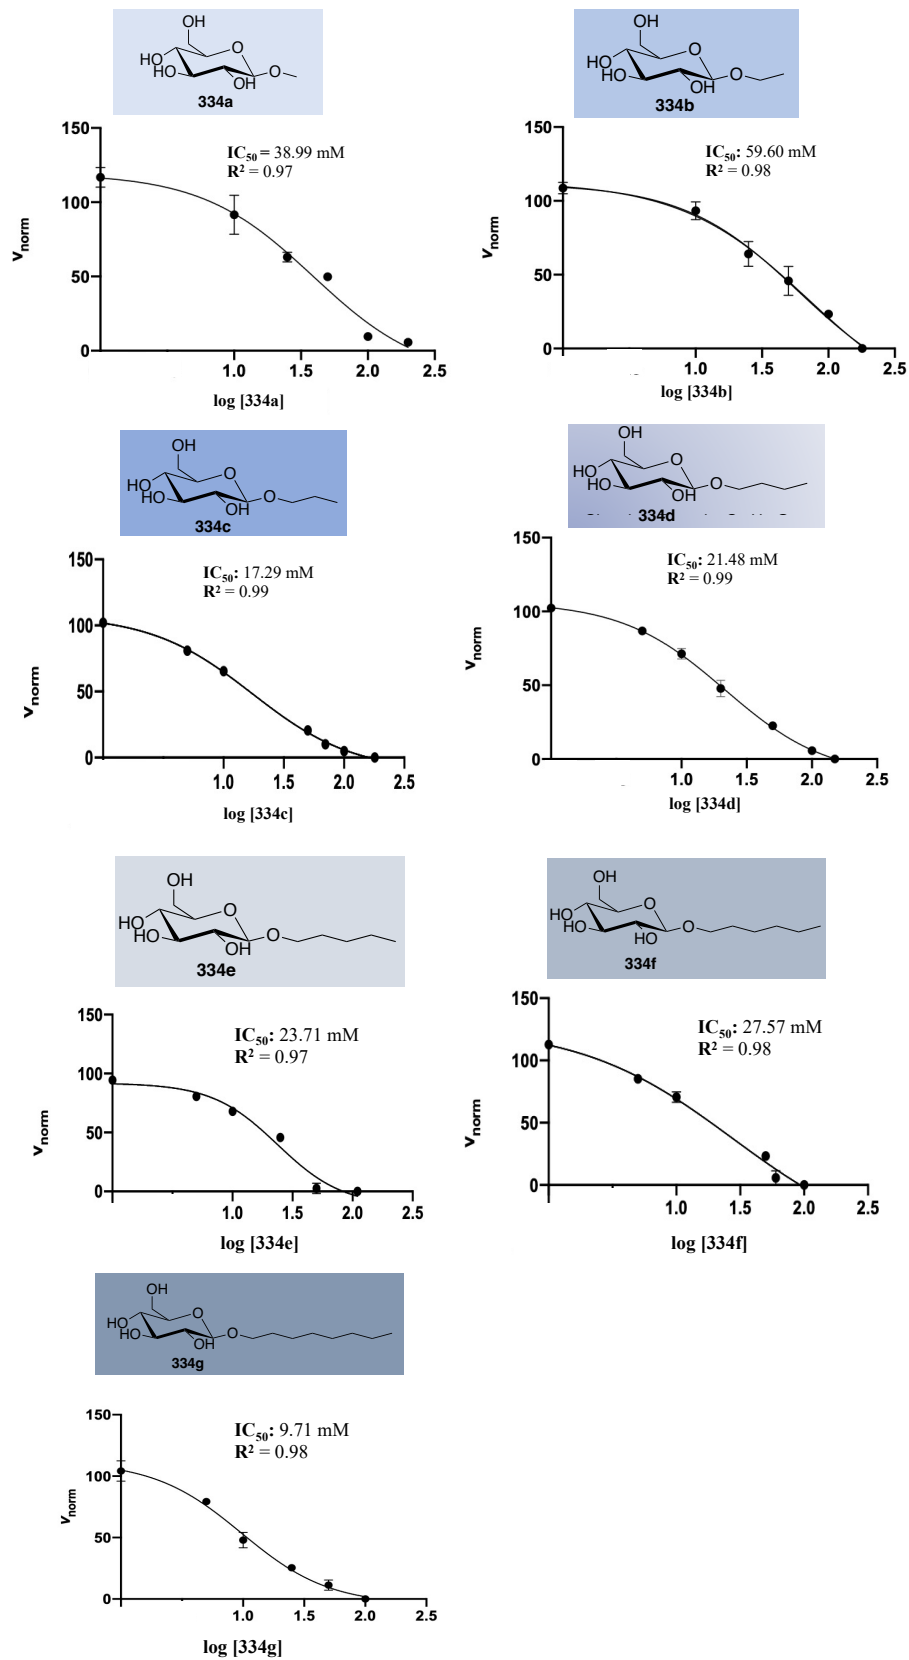 OH
O
HO
HO
OH
O
334a
150
100
50
0
1.0 1.5 2.0 2.5
v_norm
IC50 = 38.99 mM
R² = 0.97
log [334a]
OH
O
HO
HO
OH
O
334b
150
100
50
0
1.0 1.5 2.0 2.5
v_norm
IC50: 59.60 mM
R² = 0.98
log [334b]
OH
O
HO
HO
OH
O
334c
150
100
50
0
1.0 1.5 2.0 2.5
v_norm
IC50: 17.29 mM
R² = 0.99
log [334c]
OH
O
HO
HO
OH
O
334d
150
100
50
0
1.0 1.5 2.0 2.5
v_norm
IC50: 21.48 mM
R² = 0.99
log [334d]
OH
O
HO
HO
OH
O
334e
150
100
50
0
1.0 1.5 2.0 2.5
v_norm
IC50: 23.71 mM
R² = 0.97
log [334e]
OH
O
HO
HO
HO
O
334f
150
100
50
0
1.0 1.5 2.0 2.5
v_norm
IC50: 27.57 mM
R² = 0.98
log [334f]
OH
O
HO
HO
OH
O
334g
150
100
50
0
1.0 1.5 2.0 2.5
v_norm
IC50: 9.71 mM
R² = 0.98
log [334g]